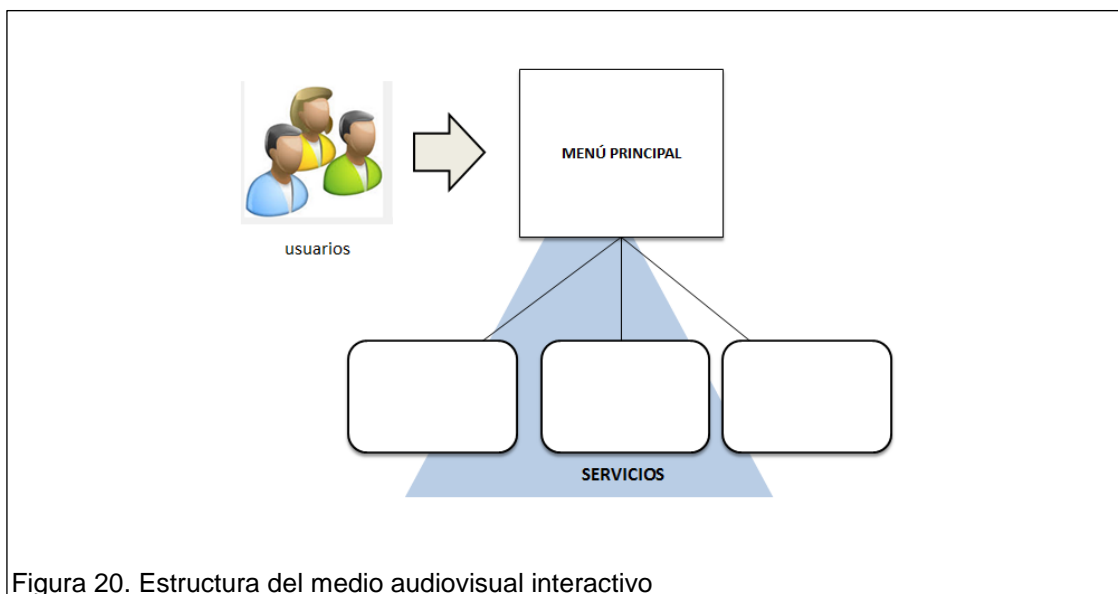 MENÚ PRINCIPAL
usuarios
SERVICIOS
Figura 20. Estructura del medio audiovisual interactivo